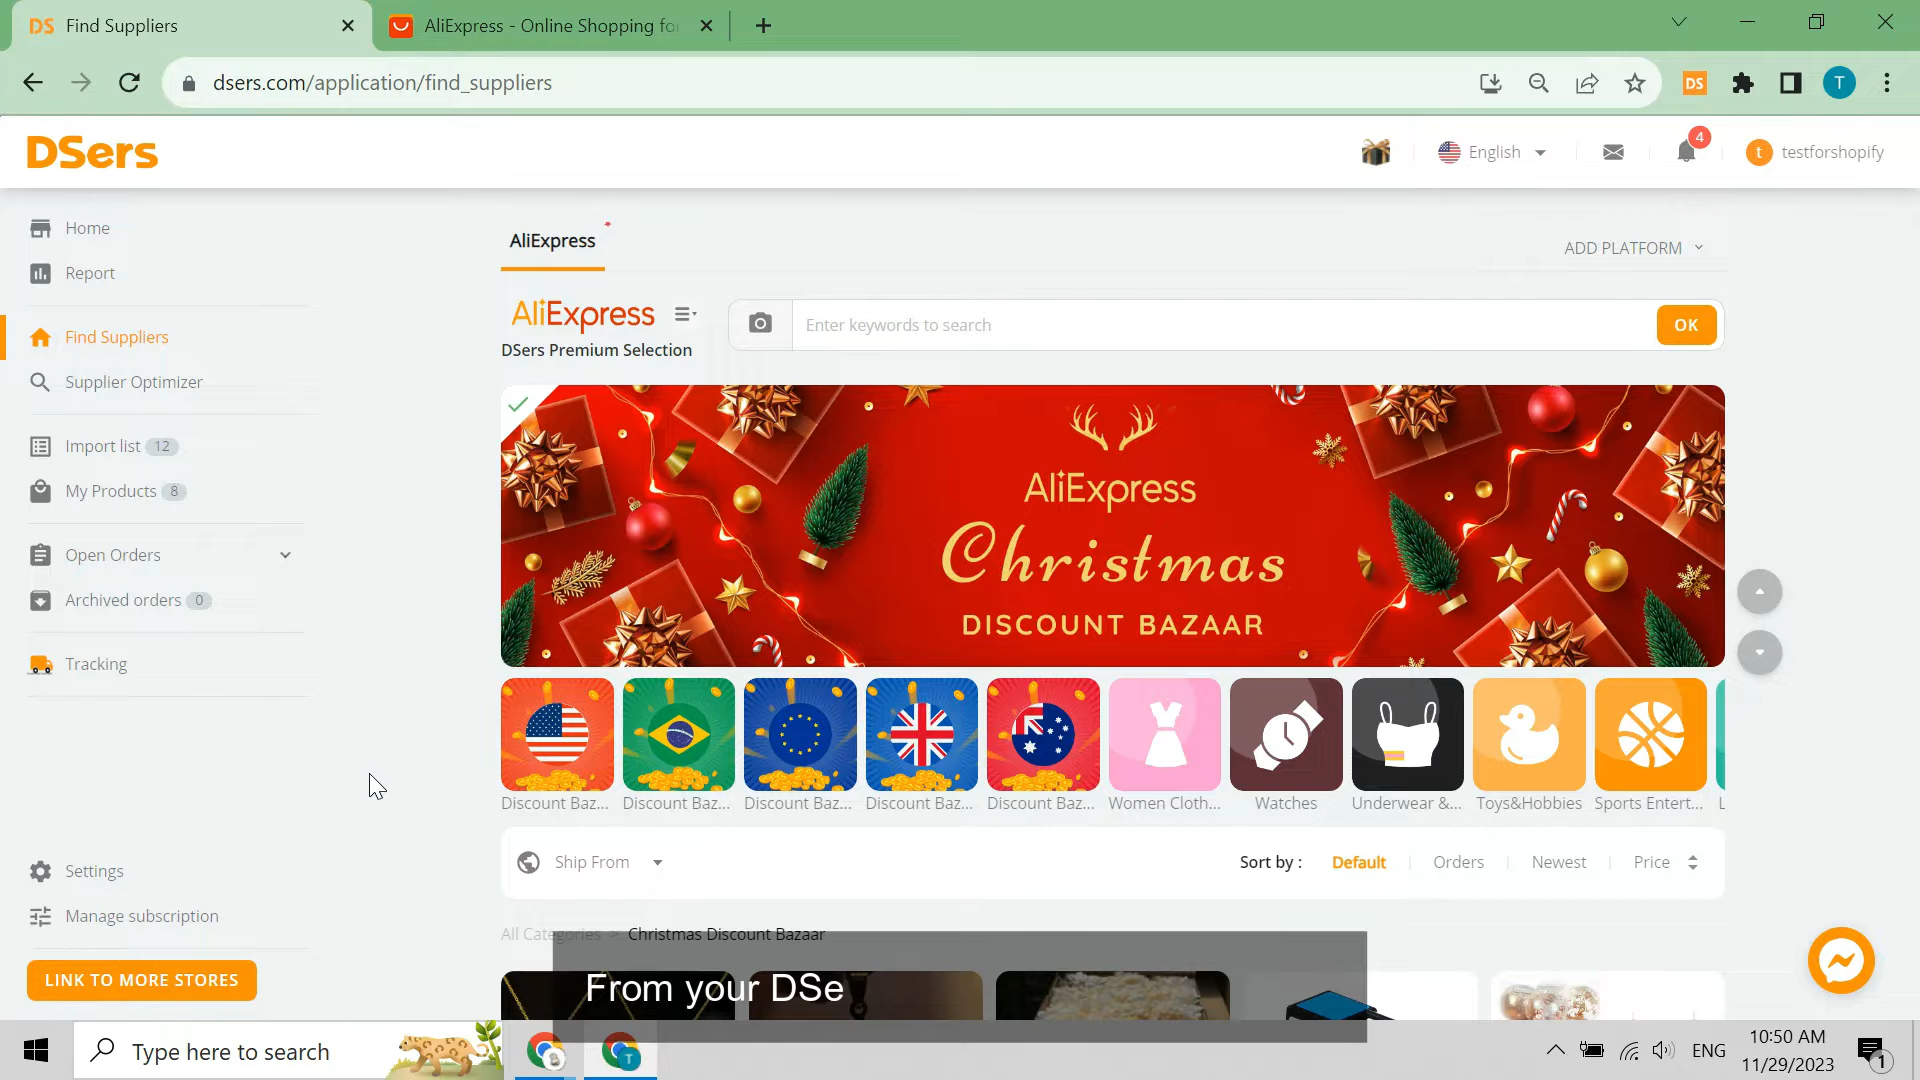 DS Find Suppliers
AliExpress - Online Shopping fo
dsers.com/application/find_suppliers
DS
T
DSers
English
4
t testforshopify
Home
Report
Find Suppliers
Supplier Optimizer
Import list 12
My Products 8
Open Orders
Archived orders 0
Tracking
Settings
Manage subscription
LINK TO MORE STORES
AliExpress
ADD PLATFORM
AliExpress
DSers Premium Selection
Enter keywords to search
OK
AliExpress
Christmas
DISCOUNT BAZAAR
Discount Baz... Discount Baz... Discount Baz... Discount Baz... Discount Baz... Women Cloth... Watches Underwear &... Toys&Hobbies Sports Entert... L
Ship From
Sort by : Default Orders Newest Price
All Categories > Christmas Discount Bazaar
From your DSe
Type here to search
T
ENG
10:50 AM
11/29/2023
1